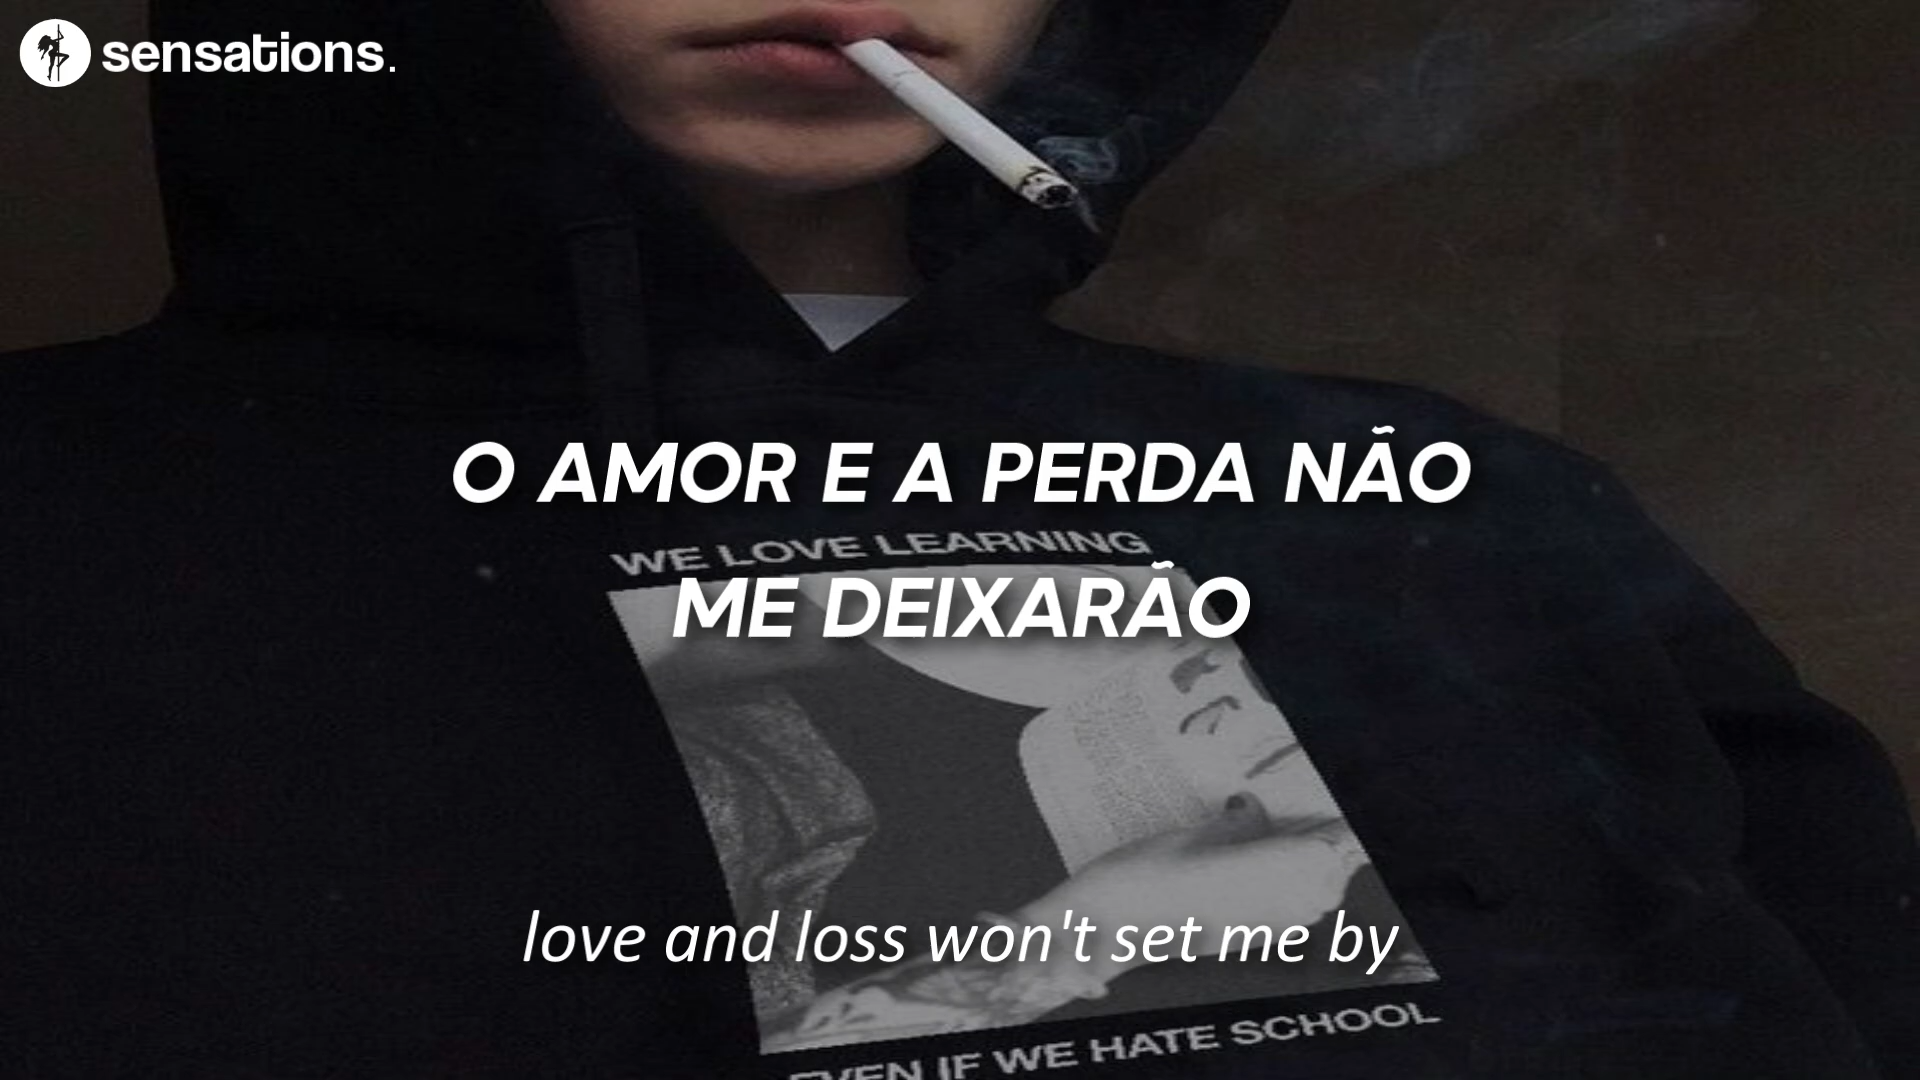 sensations.
O AMOR E A PERDA NÃO
WE LOVE LEARNING
ME DEIXARÃO
love and loss won't set me by
EVEN IF WE HATE SCHOOL